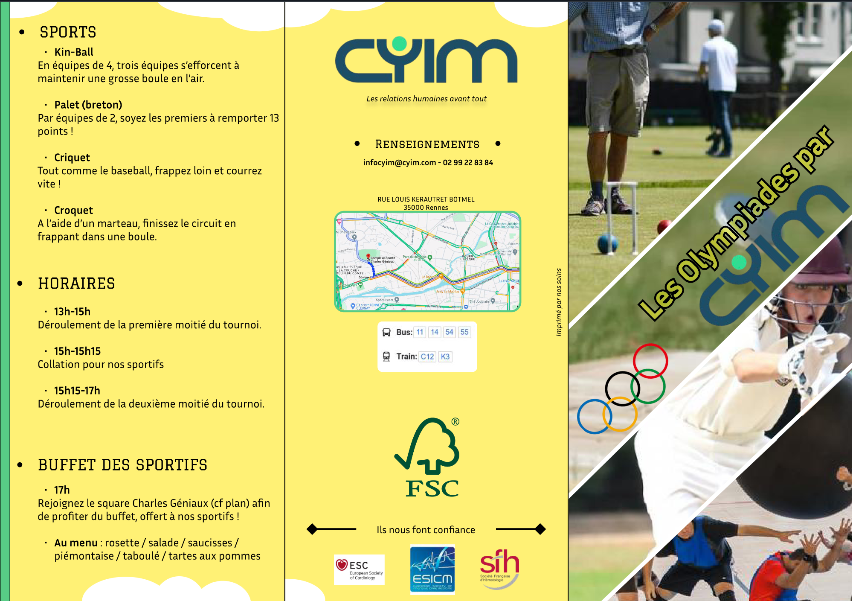 SPORTS
Kin-Ball
En équipes de 4, trois équipes s'efforcent à
maintenir une grosse boule en l'air.
Palet (breton)
Par équipes de 2, soyez les premiers à remporter 13
points !
Criquet
Tout comme le baseball, frappez loin et courrez
vite !
Croquet
A l'aide d'un marteau, finissez le circuit en
frappant dans une boule.
HORAIRES
13h-15h
Déroulement de la première moitié du tournoi.
15h-15h15
Collation pour nos sportifs
15h15-17h
Déroulement de la deuxième moitié du tournoi.
BUFFET DES SPORTIFS
17h
Rejoignez le square Charles Géniaux (cf plan) afin
de profiter du buffet, offert à nos sportifs !
Au menu : rosette / salade / saucisses /
piémontaise / taboulé / tartes aux pommes
CYIM
Les relations humaines avant tout
RENSEIGNEMENTS
infocyim@cyim.com - 02 99 22 83 84
RUE LOUIS KERAUTRET BOTMEL
35000 Rennes
Bus: 11 14 54 55
Train: C12 K3
FSC
Ils nous font confiance
ESC
European Society
of Cardiology
ESICM
sfh
Société Française
d'Hématologie
Imprimé par nos soins
Les Olympiades par
CYIM